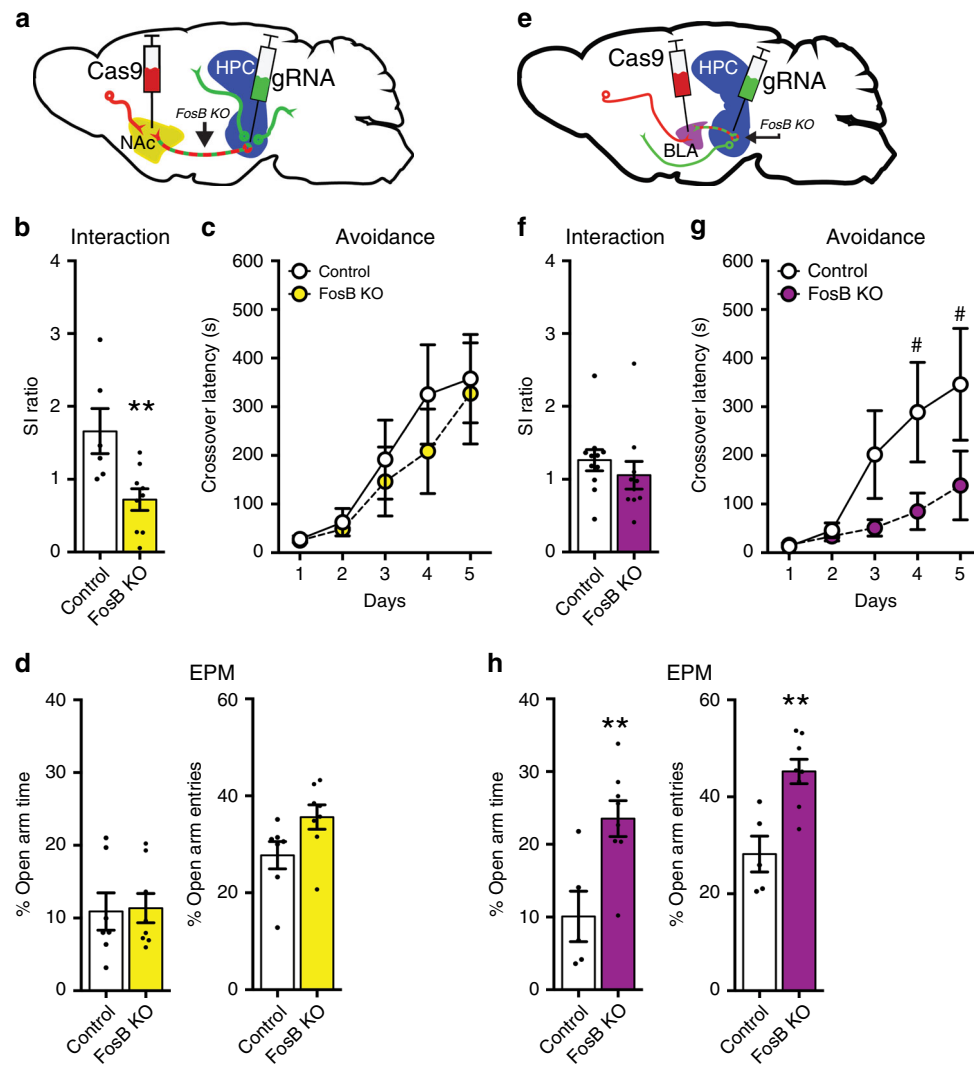 a
Cas9
HPC
gRNA
FosB KO
NAc
e
Cas9
HPC
gRNA
FosB KO
BLA
b
Interaction
SI ratio
4
3
2
1
0
**
Control
FosB KO
c
Avoidance
Crossover latency (s)
600
500
400
300
200
100
0
Control
FosB KO
1 2 3 4 5
Days
f
Interaction
SI ratio
4
3
2
1
0
Control
FosB KO
g
Avoidance
Crossover latency (s)
600
500
400
300
200
100
0
Control
FosB KO
#
#
1 2 3 4 5
Days
d
EPM
% Open arm time
40
30
20
10
0
Control
FosB KO
% Open arm entries
60
40
20
0
Control
FosB KO
h
EPM
% Open arm time
40
30
20
10
0
**
Control
FosB KO
% Open arm entries
60
40
20
0
**
Control
FosB KO